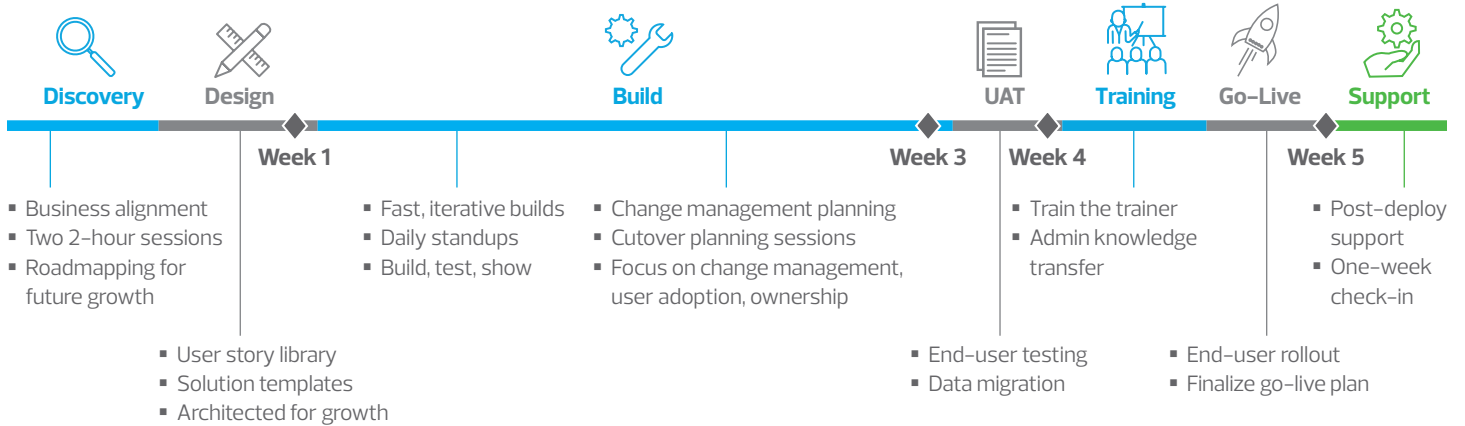 Discovery
Design
Build
UAT
Training
Go-Live
Support
Week 1
Week 3
Week 4
Week 5
▪ Business alignment
▪ Two 2-hour sessions
▪ Roadmapping for
future growth
▪ Fast, iterative builds
▪ Daily standups
▪ Build, test, show
▪ Change management planning
▪ Cutover planning sessions
▪ Focus on change management,
user adoption, ownership
▪ Train the trainer
▪ Admin knowledge
transfer
▪ Post-deploy
support
▪ One-week
check-in
▪ User story library
▪ Solution templates
▪ Architected for growth
▪ End-user testing
▪ Data migration
▪ End-user rollout
▪ Finalize go-live plan